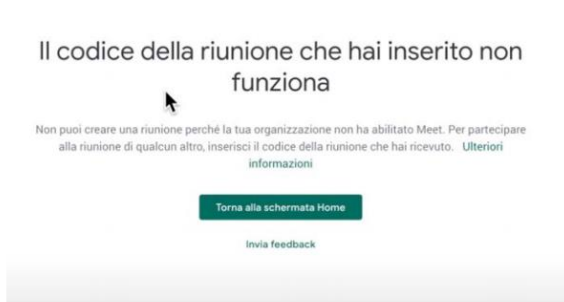 Il codice della riunione che hai inserito non
funziona
Non puoi creare una riunione perché la tua organizzazione non ha abilitato Meet. Per partecipare
alla riunione di qualcun altro, inserisci il codice della riunione che hai ricevuto. Ulteriori
informazioni
Torna alla schermata Home
Invia feedback